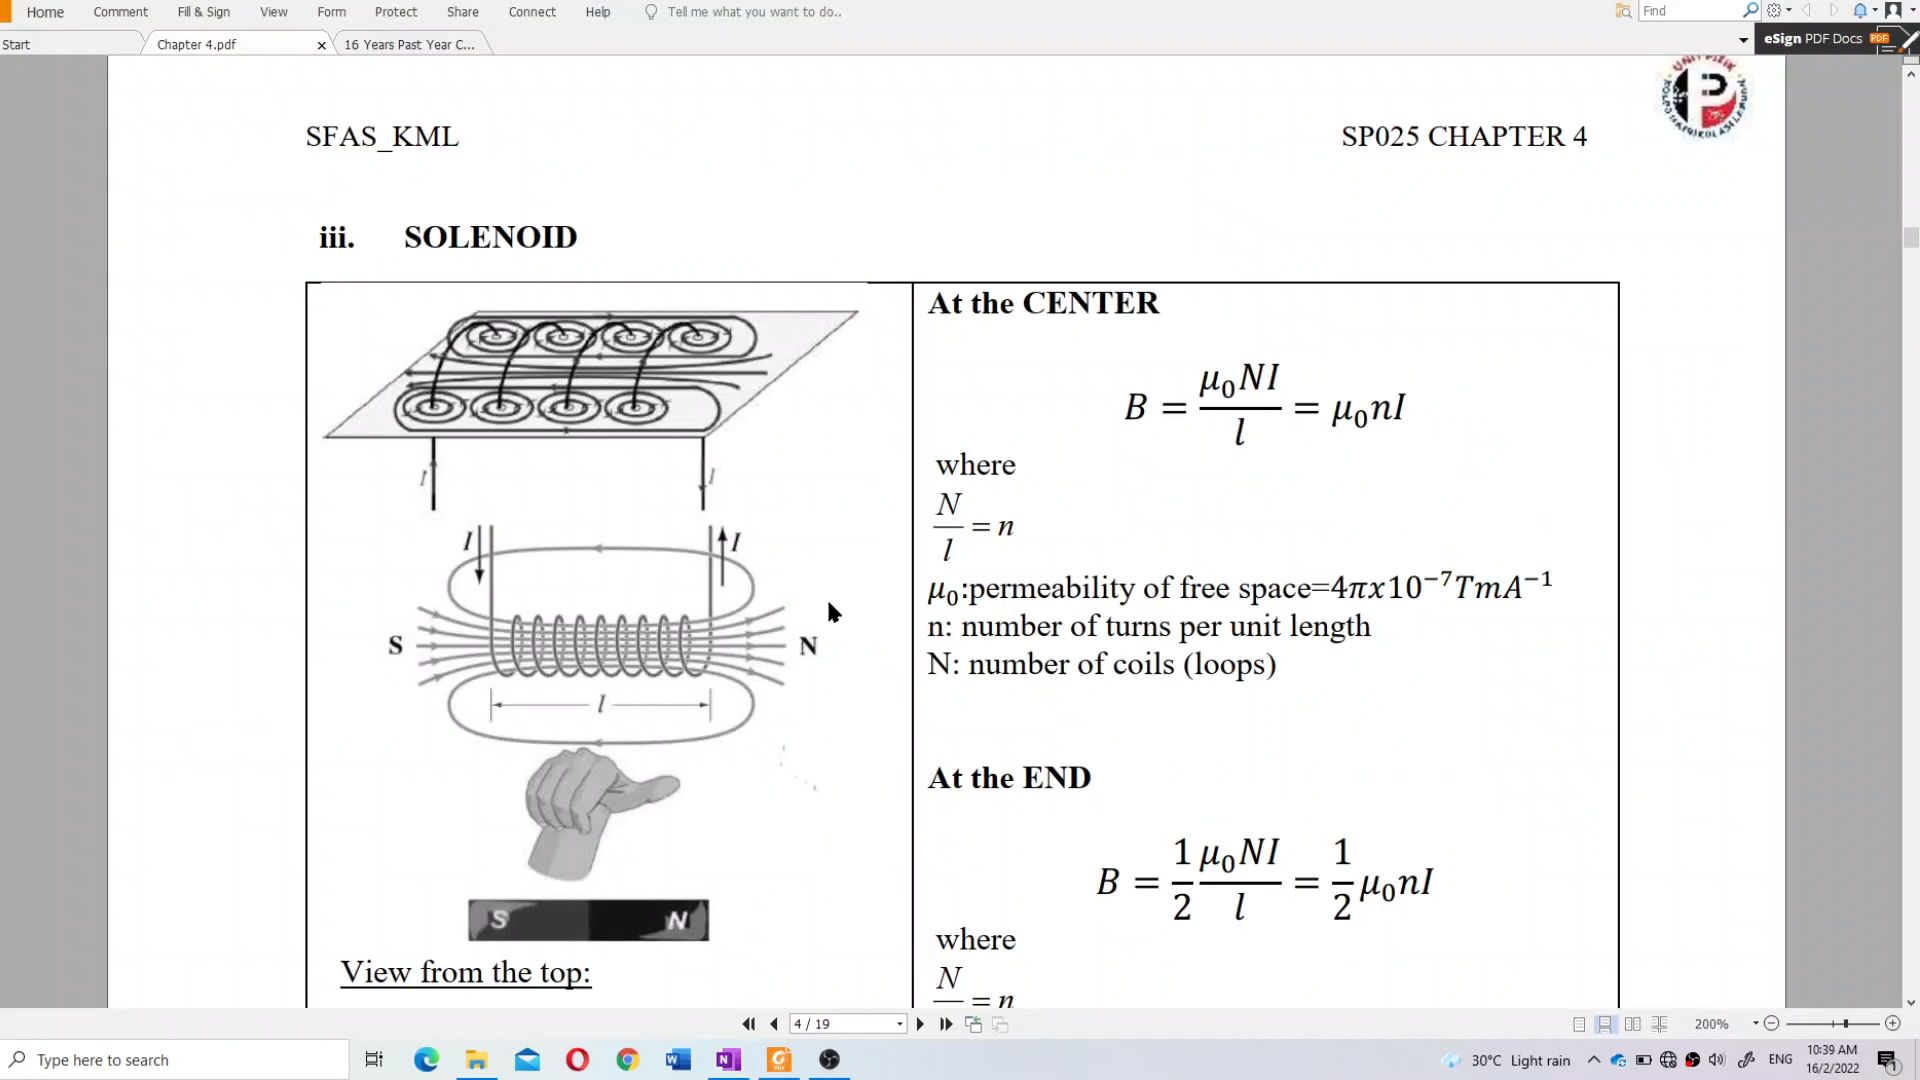 Home Comment Fill & Sign View Form Protect Share Connect Help Tell me what you want to do.. Find
Start Chapter 4.pdf x 16 Years Past Year C... eSign PDF Docs PDF
SFAS_KML SP025 CHAPTER 4
iii. SOLENOID
I I
I I
S N
l
S N
View from the top:
At the CENTER
B = μ₀NI/l = μ₀nI
where
N/l = n
μ₀:permeability of free space=4πx10⁻⁷TmA⁻¹
n: number of turns per unit length
N: number of coils (loops)
At the END
B = 1/2 μ₀NI/l = 1/2 μ₀nI
where
N = n
4 / 19 200%
Type here to search 30°C Light rain ENG 10:39 AM
16/2/2022 1